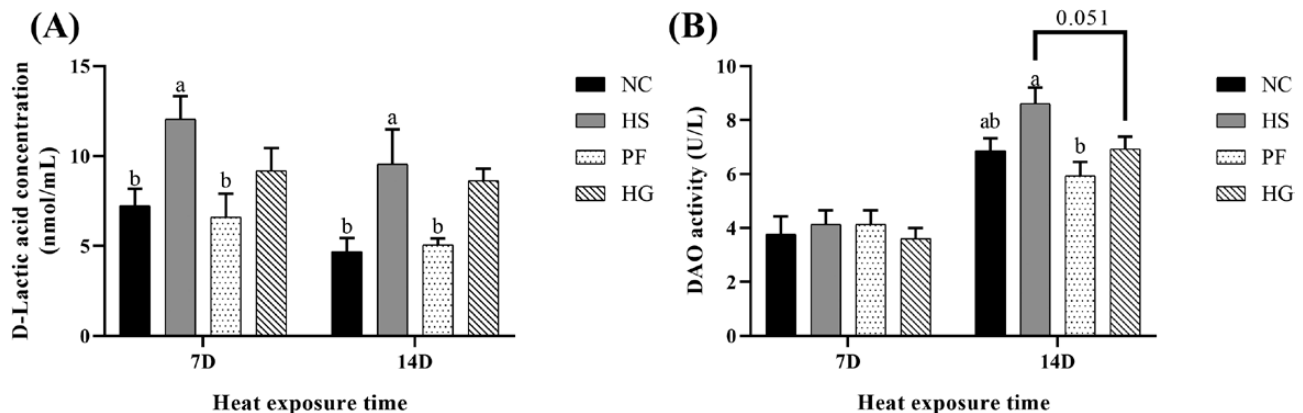 (A)
D-Lactic acid concentration
(nmol/mL)
15
10
5
0
b
a
b
b
a
b
7D
14D
Heat exposure time
NC
HS
PF
HG
(B)
0.051
DAO activity (U/L)
10
8
6
4
2
0
ab
a
b
7D
14D
Heat exposure time
NC
HS
PF
HG